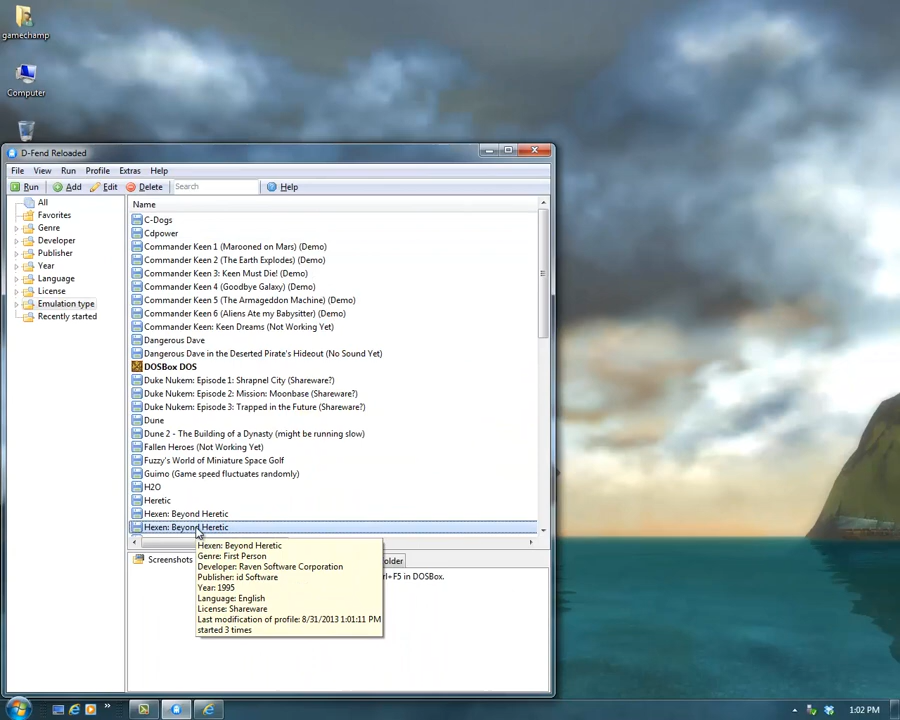 gamechamp
Computer
D-Fend Reloaded
File View Run Profile Extras Help
Run Add Edit Delete Search Help
All
Favorites
Genre
Developer
Publisher
Year
Language
License
Emulation type
Recently started
Name
C-Dogs
Cdpower
Commander Keen 1 (Marooned on Mars) (Demo)
Commander Keen 2 (The Earth Explodes) (Demo)
Commander Keen 3: Keen Must Die! (Demo)
Commander Keen 4 (Goodbye Galaxy) (Demo)
Commander Keen 5 (The Armageddon Machine) (Demo)
Commander Keen 6 (Aliens Ate my Babysitter) (Demo)
Commander Keen: Keen Dreams (Not Working Yet)
Dangerous Dave
Dangerous Dave in the Deserted Pirate's Hideout (No Sound Yet)
DOSBox DOS
Duke Nukem: Episode 1: Shrapnel City (Shareware?)
Duke Nukem: Episode 2: Mission: Moonbase (Shareware?)
Duke Nukem: Episode 3: Trapped in the Future (Shareware?)
Dune
Dune 2 - The Building of a Dynasty (might be running slow)
Fallen Heroes (Not Working Yet)
Fuzzy's World of Miniature Space Golf
Guimo (Game speed fluctuates randomly)
H2O
Heretic
Hexen: Beyond Heretic
Hexen: Beyond Heretic
Screenshots
older
rl+F5 in DOSBox.
Hexen: Beyond Heretic
Genre: First Person
Developer: Raven Software Corporation
Publisher: id Software
Year: 1995
Language: English
License: Shareware
Last modification of profile: 8/31/2013 1:01:11 PM
started 3 times
1:02 PM